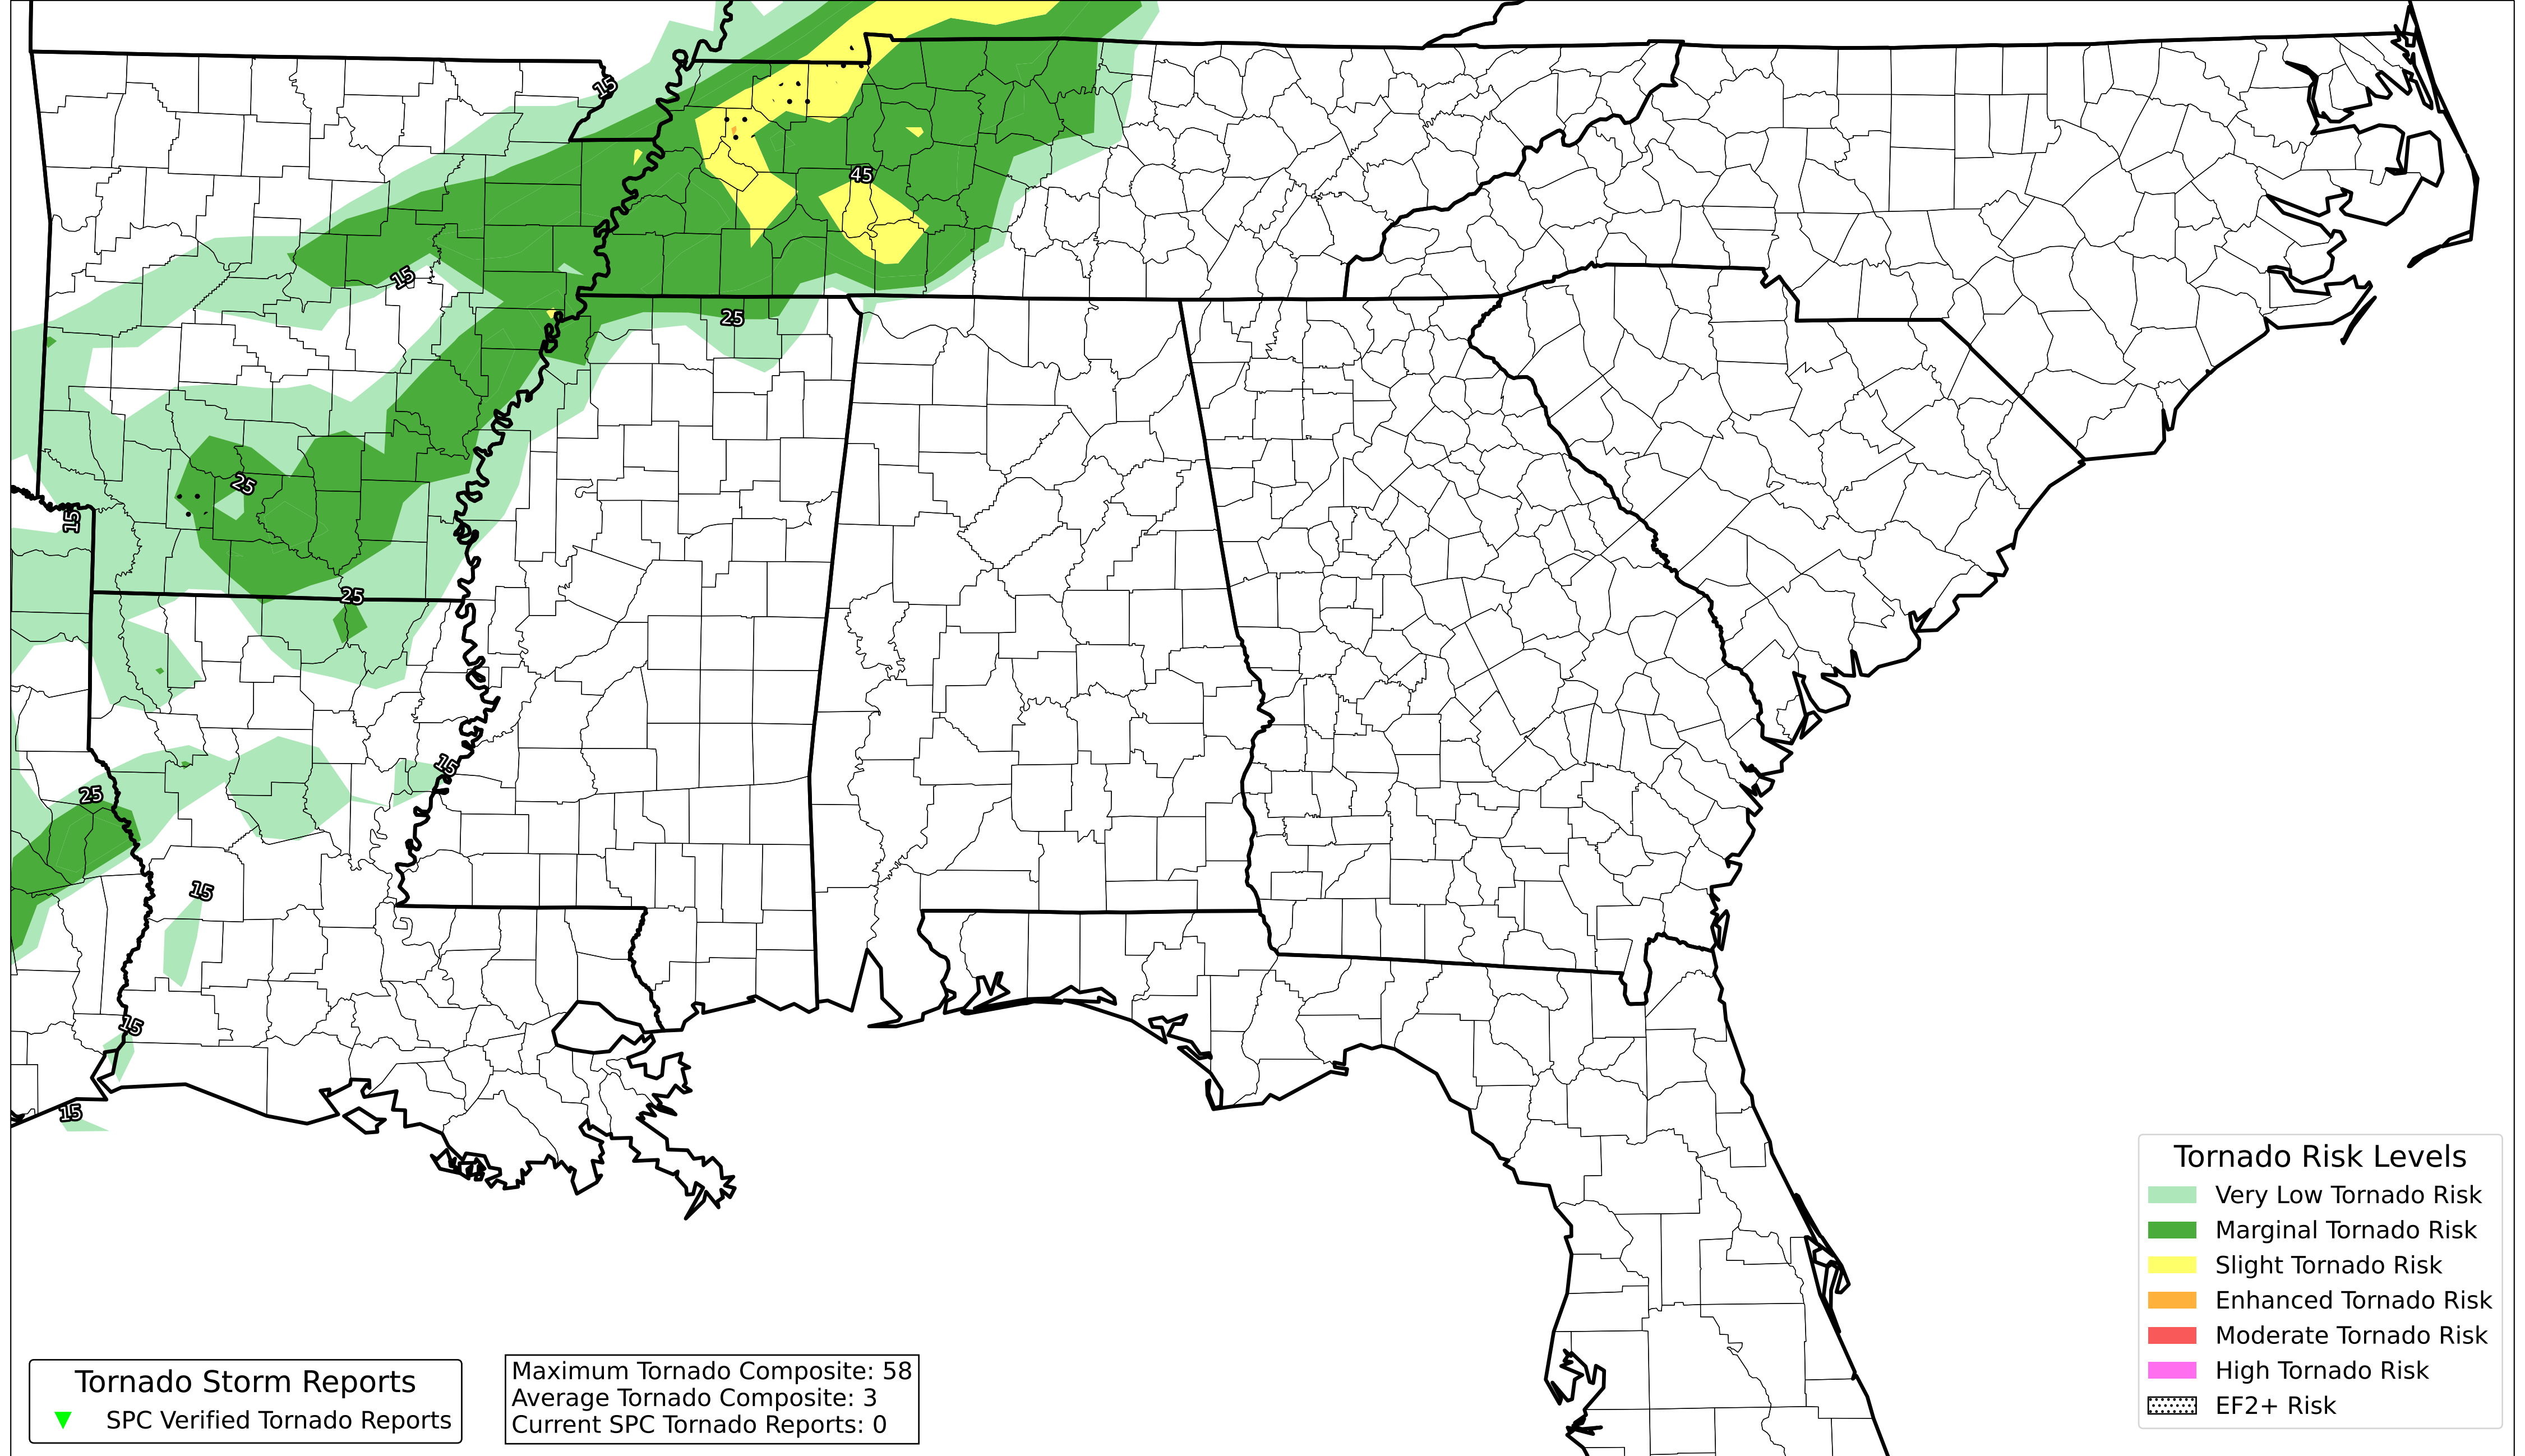 15
45
15
25
25
15
25
15
25
15
15
15
Tornado Risk Levels
Very Low Tornado Risk
Marginal Tornado Risk
Slight Tornado Risk
Enhanced Tornado Risk
Moderate Tornado Risk
High Tornado Risk
EF2+ Risk
Tornado Storm Reports
SPC Verified Tornado Reports
Maximum Tornado Composite: 58
Average Tornado Composite: 3
Current SPC Tornado Reports: 0